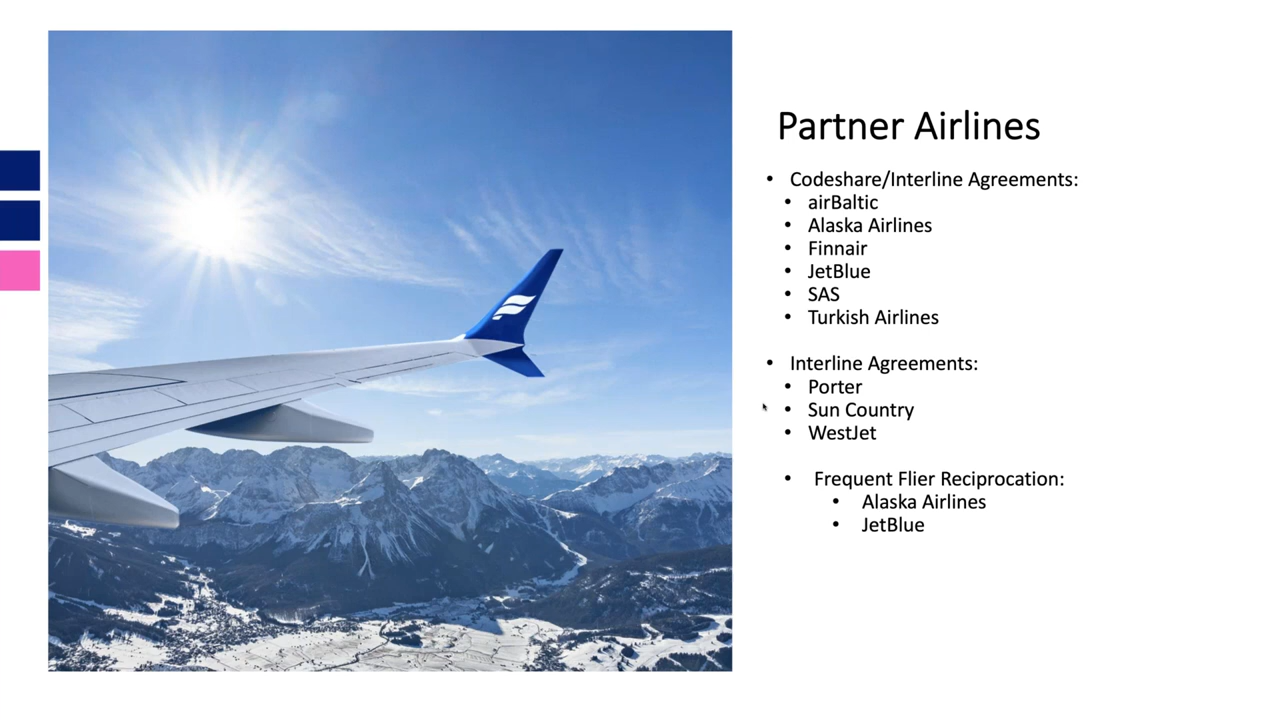 Partner Airlines
• Codeshare/Interline Agreements:
• airBaltic
• Alaska Airlines
• Finnair
• JetBlue
• SAS
• Turkish Airlines
• Interline Agreements:
• Porter
• Sun Country
• WestJet
• Frequent Flier Reciprocation:
• Alaska Airlines
• JetBlue